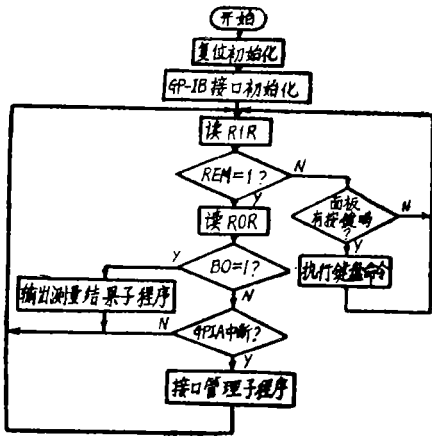 开始
复位初始化
GP-IB接口初始化
读R1R
REM=1?
N
Y
面板
有按键吗
?
N
Y
读R0R
Y
BO=1?
执行键盘命令
N
输出测量结果子程序
N
GPIA中断?
Y
接口管理子程序